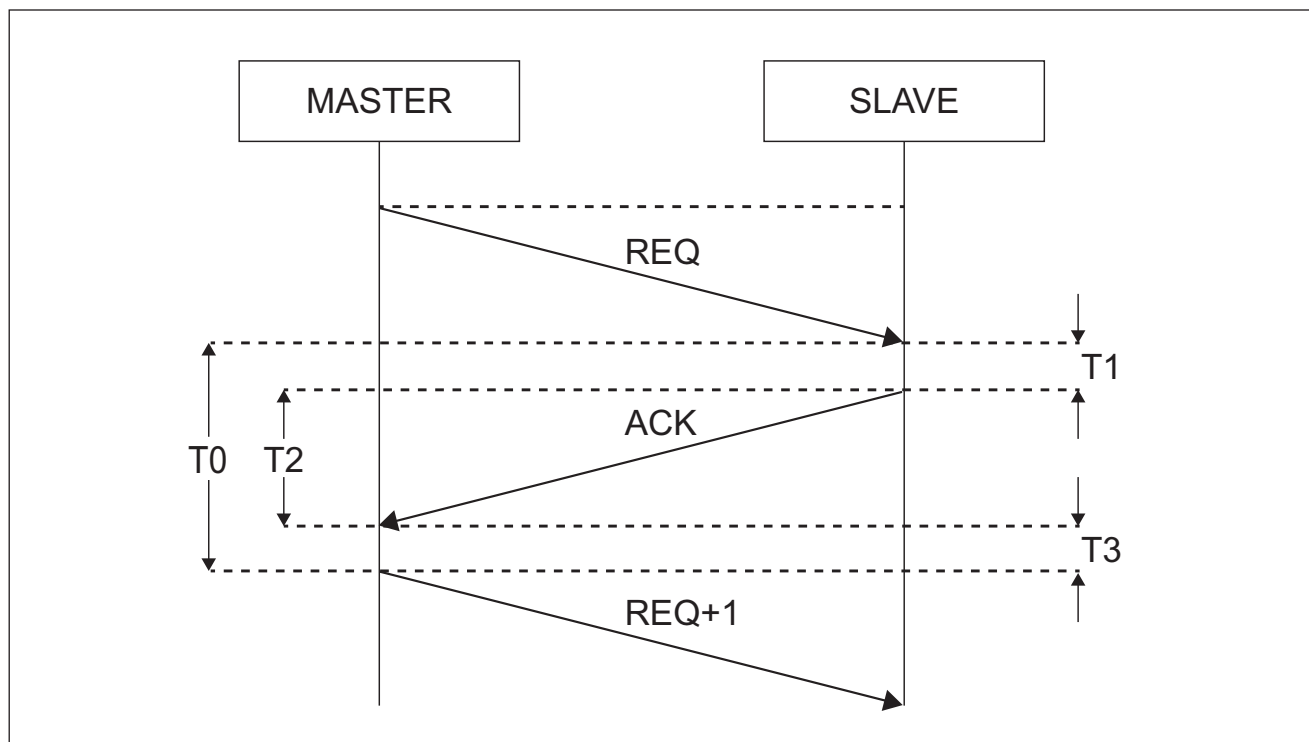 MASTER
SLAVE
REQ
T1
ACK
T0
T2
T3
REQ+1